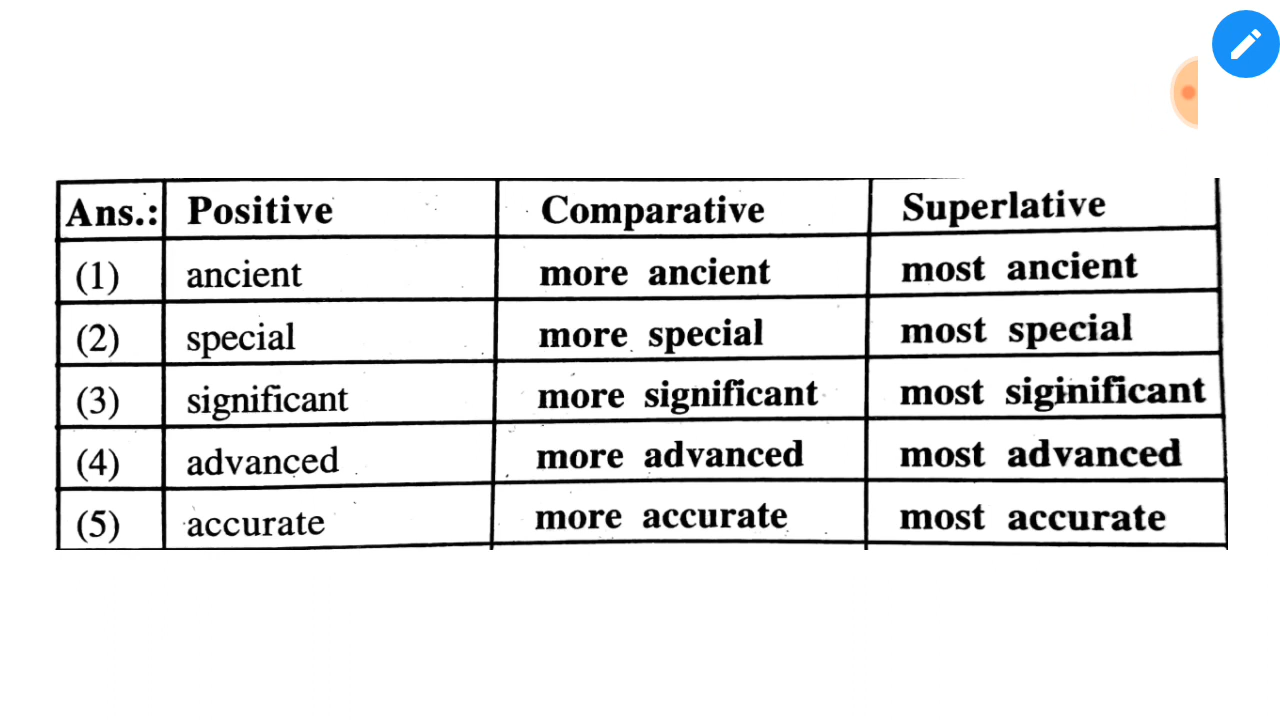 Ans.: Positive Comparative Superlative
(1) ancient more ancient most ancient
(2) special more special most special
(3) significant more significant most siginificant
(4) advanced more advanced most advanced
(5) accurate more accurate most accurate